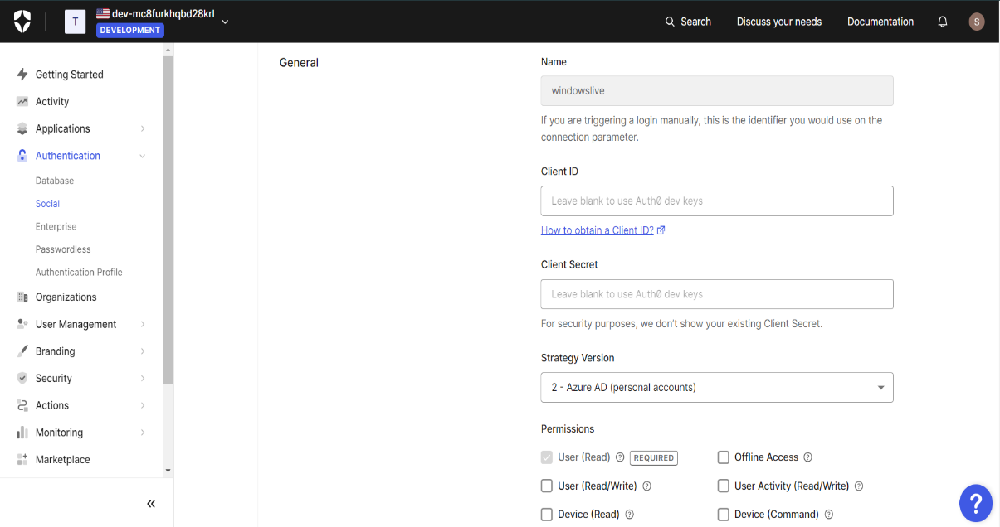 T
dev-mc8furkhqbd28krl
DEVELOPMENT
Search
Discuss your needs
Documentation
S
Getting Started
Activity
Applications
Authentication
Database
Social
Enterprise
Passwordless
Authentication Profile
Organizations
User Management
Branding
Security
Actions
Monitoring
Marketplace
General
Name
windowslive
If you are triggering a login manually, this is the identifier you would use on the
connection parameter.
Client ID
Leave blank to use Auth0 dev keys
How to obtain a Client ID?
Client Secret
Leave blank to use Auth0 dev keys
For security purposes, we don't show your existing Client Secret.
Strategy Version
2 - Azure AD (personal accounts)
Permissions
User (Read) REQUIRED
Offline Access
User (Read/Write)
User Activity (Read/Write)
Device (Read)
Device (Command)
?